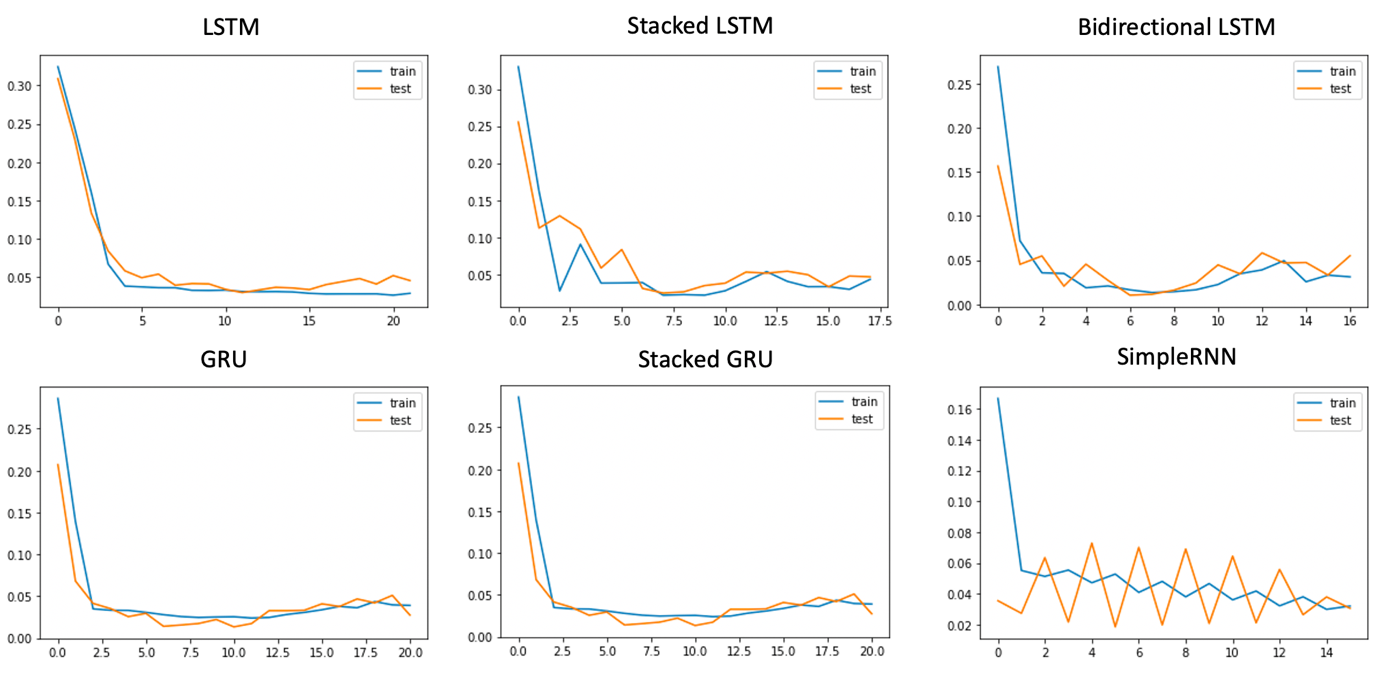 LSTM
train
test
0.30
0.25
0.20
0.15
0.10
0.05
0 5 10 15 20
Stacked LSTM
train
test
0.30
0.25
0.20
0.15
0.10
0.05
0.0 2.5 5.0 7.5 10.0 12.5 15.0 17.5
Bidirectional LSTM
train
test
0.25
0.20
0.15
0.10
0.05
0.00
0 2 4 6 8 10 12 14 16
GRU
train
test
0.25
0.20
0.15
0.10
0.05
0.00
0.0 2.5 5.0 7.5 10.0 12.5 15.0 17.5 20.0
Stacked GRU
train
test
0.25
0.20
0.15
0.10
0.05
0.00
0.0 2.5 5.0 7.5 10.0 12.5 15.0 17.5 20.0
SimpleRNN
train
test
0.16
0.14
0.12
0.10
0.08
0.06
0.04
0.02
0 2 4 6 8 10 12 14